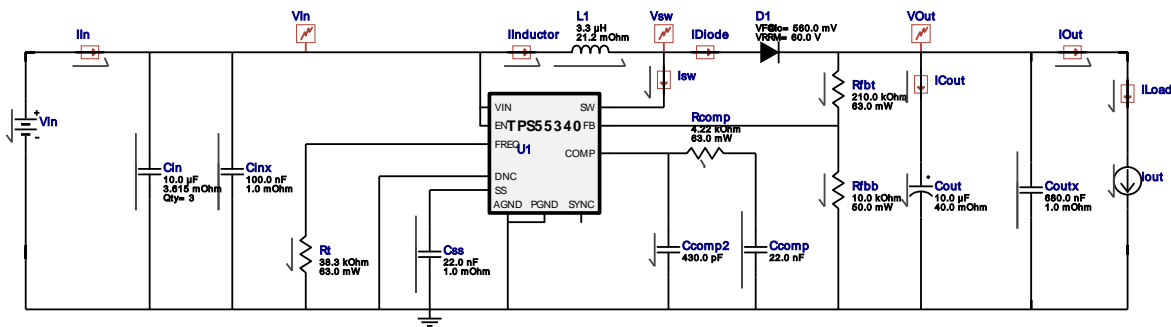 IIn
VIn
IInductor
L1
3.3 µH
21.2 mOhm
Vsw
Isw
IDiode
D1
VRRM= 60.0 V
VOut
ICout
IOut
ILoad
+
Vin
-
Cin
10.0 µF
3.615 mOhm
Qty= 3
Cinx
100.0 nF
1.0 mOhm
Rt
38.3 kOhm
63.0 mW
Css
22.0 nF
1.0 mOhm
VIN
EN
FREQ
DNC
SS
AGND
PGND
SYNC
SW
FB
COMP
TPS55340
U1
Rcomp
4.22 kOhm
63.0 mW
Ccomp2
430.0 pF
Ccomp
22.0 nF
Rfbt
210.0 kOhm
63.0 mW
Rfbb
10.0 kOhm
50.0 mW
Cout
10.0 µF
40.0 mOhm
Coutx
680.0 nF
1.0 mOhm
Iout